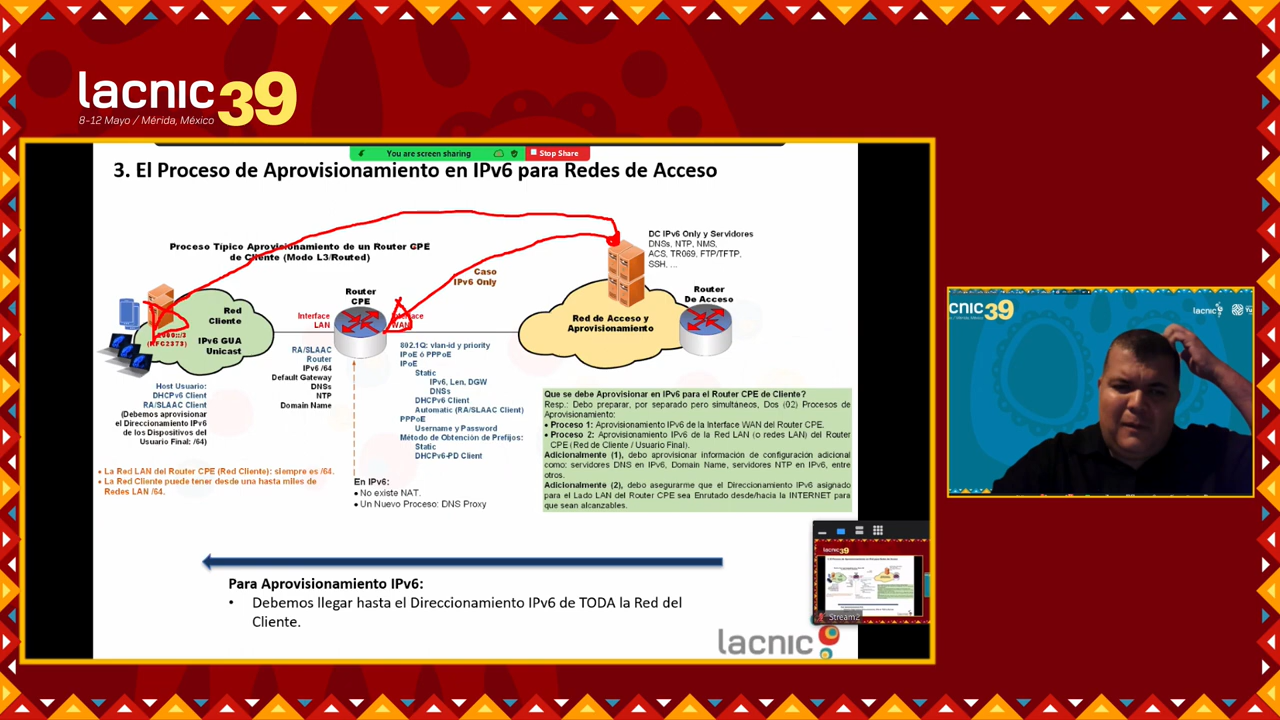 lacnic 39
8-12 Mayo / Mérida, México
You are screen sharing
Stop Share
3. El Proceso de Aprovisionamiento en IPv6 para Redes de Acceso
Proceso Típico Aprovisionamiento de un Router CPE
de Cliente (Modo L3/Routed)
DC IPv6 Only y Servidores
DNSs, NTP, NMS,
ACS, TR069, FTP/TFTP,
SSH, ...
Caso
IPv6 Only
Router
CPE
Router
De Acceso
Red
Cliente
IPv6 GUA
Unicast
(RFC2373)
Interface
LAN
Interface
WAN
Red de Acceso y
Aprovisionamiento
RA/SLAAC
Router
IPv6 /64
Default Gateway
DNSs
NTP
Domain Name
802.1Q: vlan-id y priority
IPoE ó PPPoE
IPoE
Static
IPv6, Len, DGW
DNSs
DHCPv6 Client
Automatic (RA/SLAAC Client)
PPPoE
Username y Password
Método de Obtención de Prefijos:
Static
DHCPv6-PD Client
Host Usuario:
DHCPv6 Client
RA/SLAAC Client
(Debemos aprovisionar
el Direccionamiento IPv6
de los Dispositivos del
Usuario Final: /64)
• La Red LAN del Router CPE (Red Cliente): siempre es /64.
• La Red Cliente puede tener desde una hasta miles de
Redes LAN /64.
En IPv6:
• No existe NAT.
• Un Nuevo Proceso: DNS Proxy
Que se debe Aprovisionar en IPv6 para el Router CPE de Cliente?
Resp.: Debo preparar, por separado pero simultáneos, Dos (02) Procesos de
Aprovisionamiento:
• Proceso 1: Aprovisionamiento IPv6 de la Interface WAN del Router CPE.
• Proceso 2: Aprovisionamiento IPv6 de la Red LAN (o redes LAN) del Router
CPE (Red de Cliente / Usuario Final).
Adicionalmente (1), debo aprovisionar información de configuración adicional
como: servidores DNS en IPv6, Domain Name, servidores NTP en IPv6, entre
otros.
Adicionalmente (2), debo asegurarme que el Direccionamiento IPv6 asignado
para el Lado LAN del Router CPE sea Enrutado desde/hacia la INTERNET para
que sean alcanzables.
Para Aprovisionamiento IPv6:
• Debemos llegar hasta el Direccionamiento IPv6 de TODA la Red del
Cliente.
lacnic
Stream2
cnic 39
lacnic